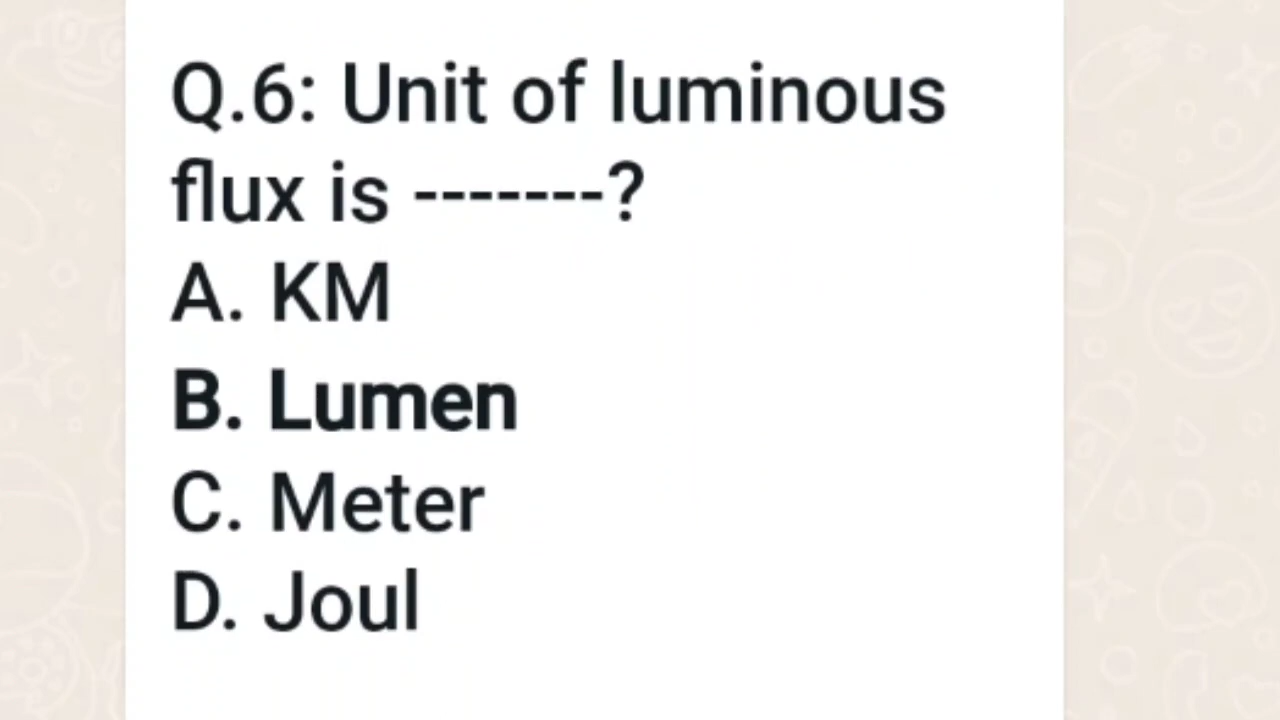 Q.6: Unit of luminous
flux is -------?
A. KM
B. Lumen
C. Meter
D. Joul